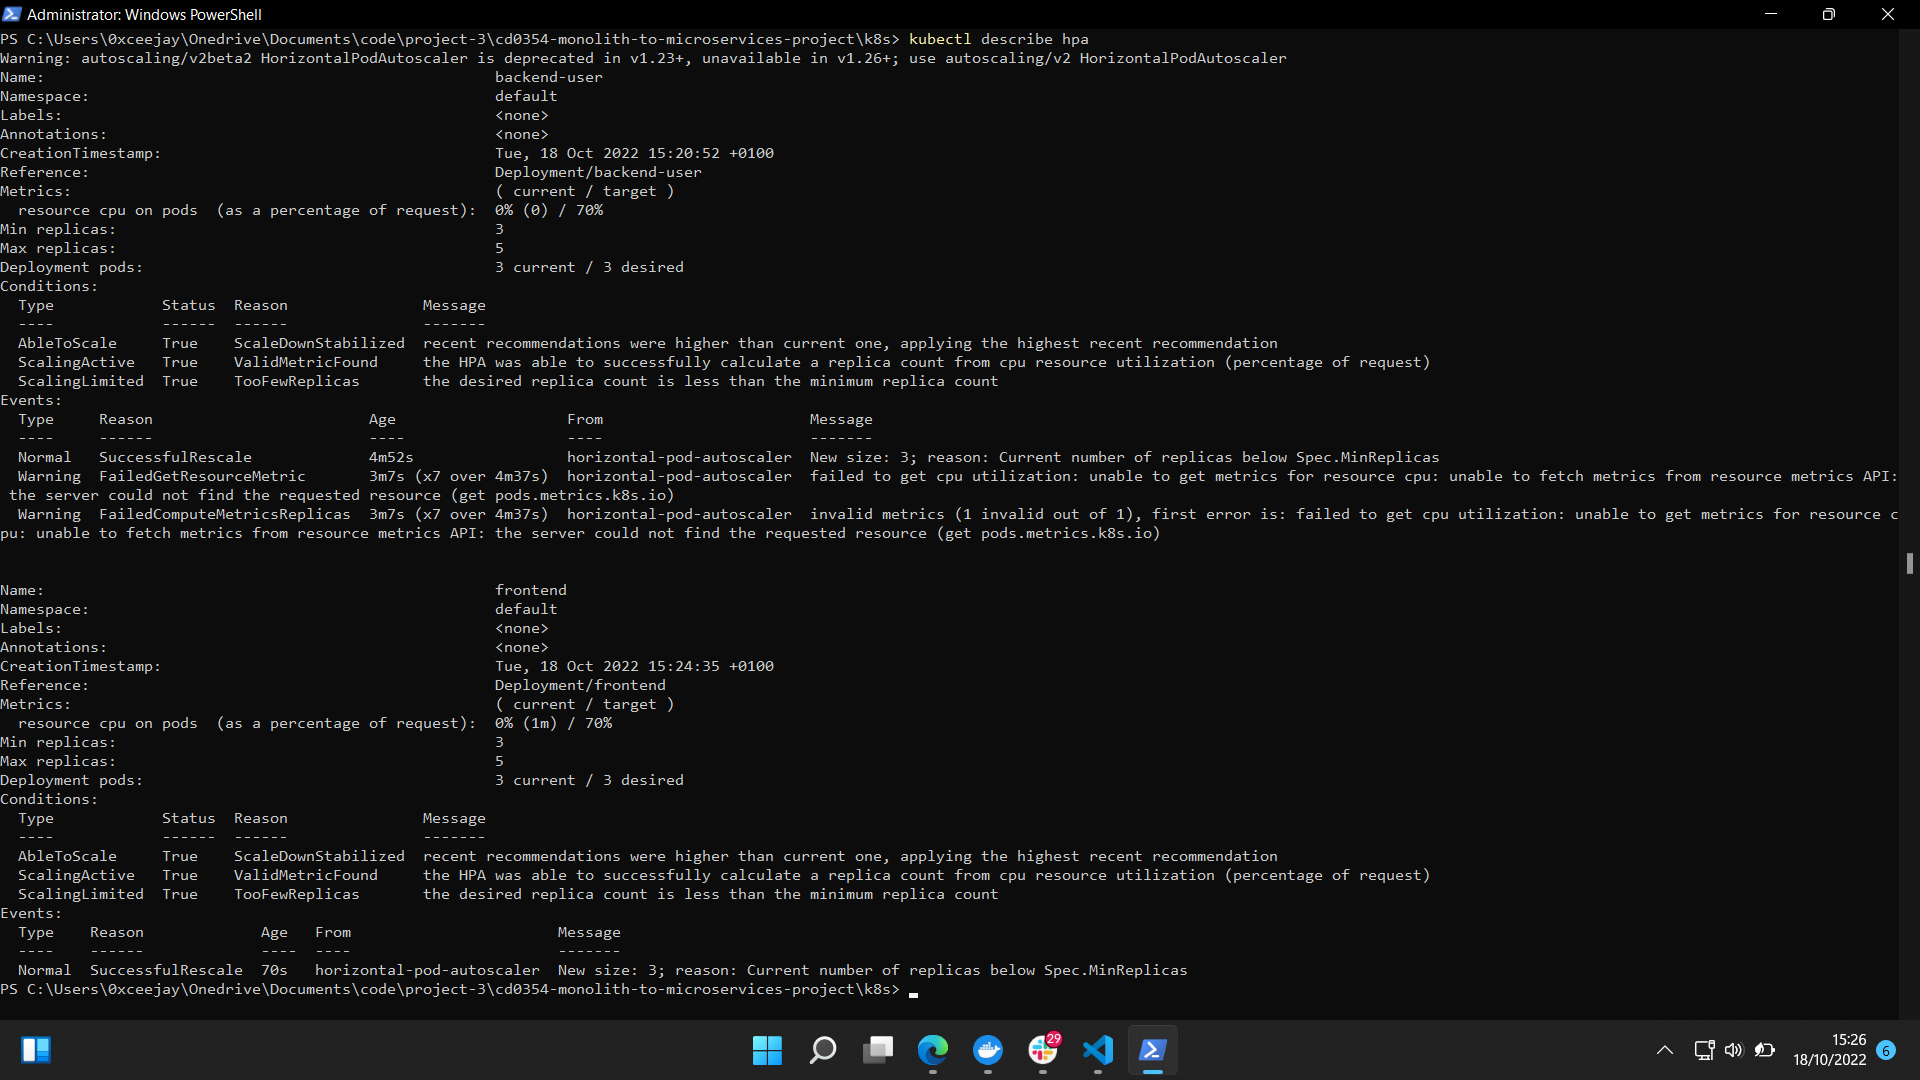 Administrator: Windows PowerShell
PS C:\Users\0xceejay\Onedrive\Documents\code\project-3\cd0354-monolith-to-microservices-project\k8s> kubectl describe hpa
Warning: autoscaling/v2beta2 HorizontalPodAutoscaler is deprecated in v1.23+, unavailable in v1.26+; use autoscaling/v2 HorizontalPodAutoscaler
Name:                                                  backend-user
Namespace:                                             default
Labels:                                                <none>
Annotations:                                           <none>
CreationTimestamp:                                     Tue, 18 Oct 2022 15:20:52 +0100
Reference:                                             Deployment/backend-user
Metrics:                                               ( current / target )
  resource cpu on pods  (as a percentage of request):  0% (0) / 70%
Min replicas:                                          3
Max replicas:                                          5
Deployment pods:                                       3 current / 3 desired
Conditions:
  Type            Status  Reason               Message
  ----            ------  ------               -------
  AbleToScale     True    ScaleDownStabilized  recent recommendations were higher than current one, applying the highest recent recommendation
  ScalingActive   True    ValidMetricFound     the HPA was able to successfully calculate a replica count from cpu resource utilization (percentage of request)
  ScalingLimited  True    TooFewReplicas       the desired replica count is less than the minimum replica count
Events:
  Type     Reason                        Age                   From                       Message
  ----     ------                        ----                  ----                       -------
  Normal   SuccessfulRescale             4m52s                 horizontal-pod-autoscaler  New size: 3; reason: Current number of replicas below Spec.MinReplicas
  Warning  FailedGetResourceMetric       3m7s (x7 over 4m37s)  horizontal-pod-autoscaler  failed to get cpu utilization: unable to get metrics for resource cpu: unable to fetch metrics from resource metrics API:
 the server could not find the requested resource (get pods.metrics.k8s.io)
  Warning  FailedComputeMetricsReplicas  3m7s (x7 over 4m37s)  horizontal-pod-autoscaler  invalid metrics (1 invalid out of 1), first error is: failed to get cpu utilization: unable to get metrics for resource c
pu: unable to fetch metrics from resource metrics API: the server could not find the requested resource (get pods.metrics.k8s.io)
Name:                                                  frontend
Namespace:                                             default
Labels:                                                <none>
Annotations:                                           <none>
CreationTimestamp:                                     Tue, 18 Oct 2022 15:24:35 +0100
Reference:                                             Deployment/frontend
Metrics:                                               ( current / target )
  resource cpu on pods  (as a percentage of request):  0% (1m) / 70%
Min replicas:                                          3
Max replicas:                                          5
Deployment pods:                                       3 current / 3 desired
Conditions:
  Type            Status  Reason               Message
  ----            ------  ------               -------
  AbleToScale     True    ScaleDownStabilized  recent recommendations were higher than current one, applying the highest recent recommendation
  ScalingActive   True    ValidMetricFound     the HPA was able to successfully calculate a replica count from cpu resource utilization (percentage of request)
  ScalingLimited  True    TooFewReplicas       the desired replica count is less than the minimum replica count
Events:
  Type    Reason             Age   From                       Message
  ----    ------             ----  ----                       -------
  Normal  SuccessfulRescale  70s   horizontal-pod-autoscaler  New size: 3; reason: Current number of replicas below Spec.MinReplicas
PS C:\Users\0xceejay\Onedrive\Documents\code\project-3\cd0354-monolith-to-microservices-project\k8s>
29
15:26
18/10/2022
6